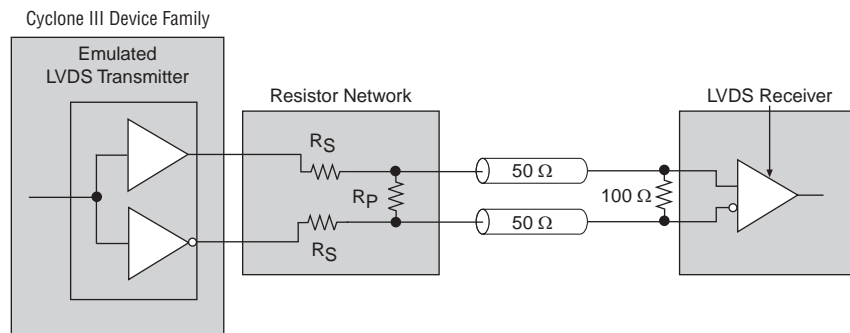 Cyclone III Device Family
Emulated
LVDS Transmitter
Resistor Network
LVDS Receiver
RS
50 Ω
RP
100 Ω
50 Ω
RS